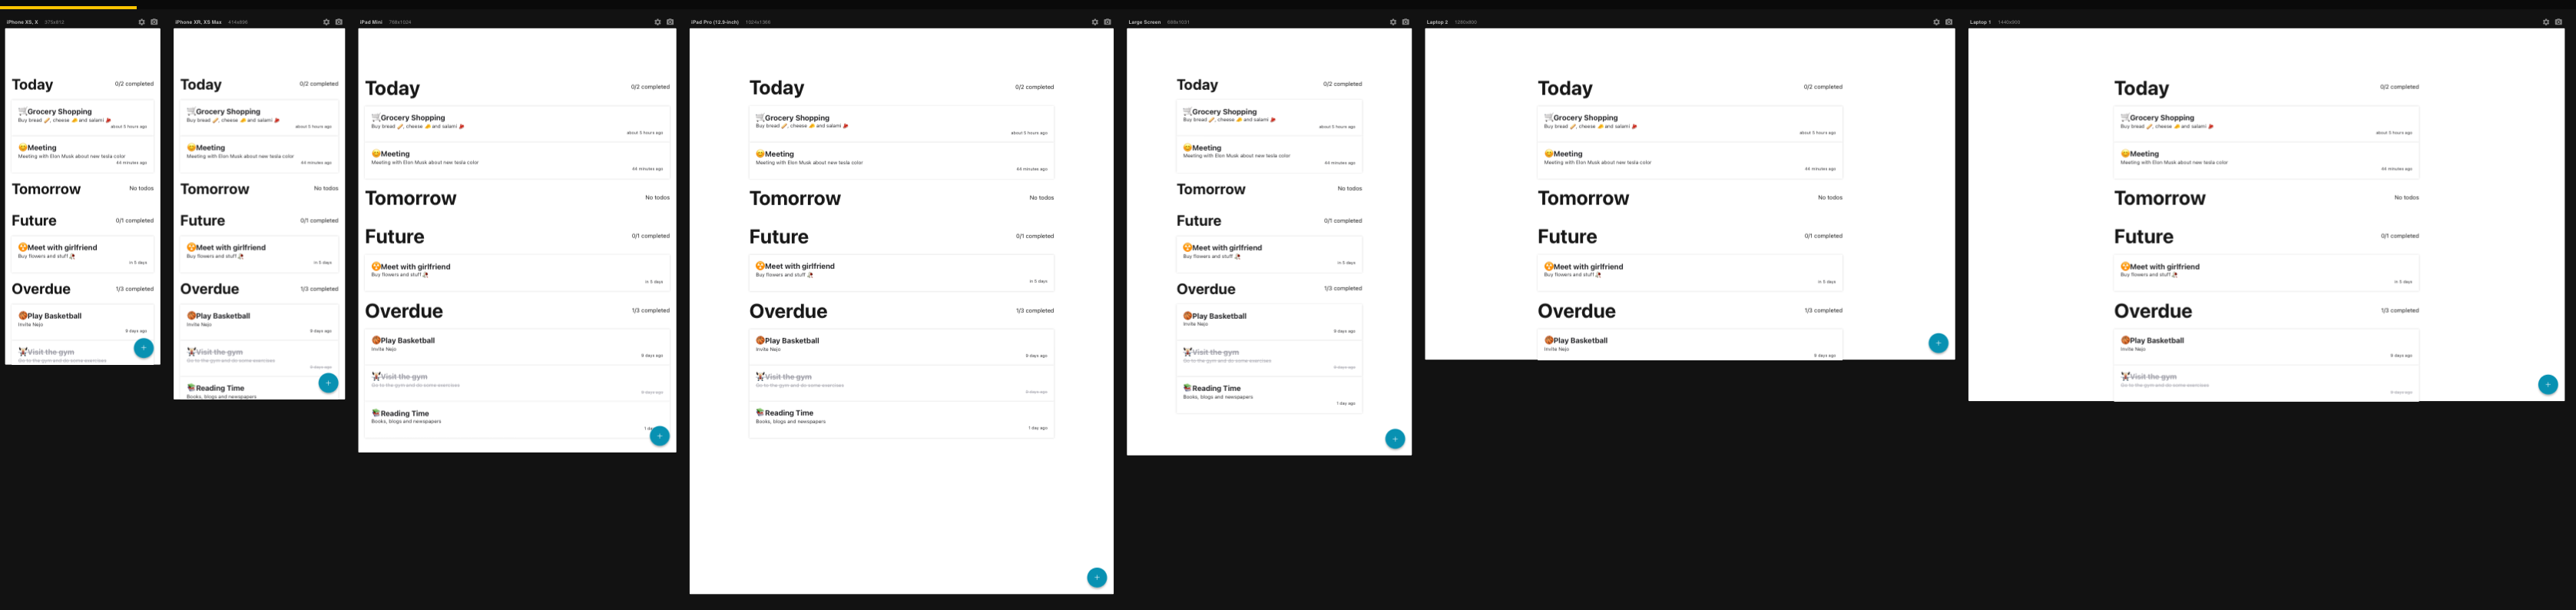 iPhone XS, X 375x812
Today 0/2 completed
🛒Grocery Shopping
Buy bread 🥖, cheese 🧀 and salami 🌶
about 5 hours ago
😊Meeting
Meeting with Elon Musk about new tesla color
44 minutes ago
Tomorrow No todos
Future 0/1 completed
Meet with girlfriend
Buy flowers and stuff
in 5 days
Overdue 1/3 completed
🏀Play Basketball
Invite Nejo
9 days ago
Visit the gym
Go to the gym and do some exercises
+
iPhone XR, XS Max 414x896
Today 0/2 completed
🛒Grocery Shopping
Buy bread 🥖, cheese 🧀 and salami 🌶
about 5 hours ago
😊Meeting
Meeting with Elon Musk about new tesla color
44 minutes ago
Tomorrow No todos
Future 0/1 completed
Meet with girlfriend
Buy flowers and stuff
in 5 days
Overdue 1/3 completed
🏀Play Basketball
Invite Nejo
9 days ago
Visit the gym
Go to the gym and do some exercises
📚Reading Time
Books, blogs and newspapers
+
iPad Mini 768x1024
Today 0/2 completed
🛒Grocery Shopping
Buy bread 🥖, cheese 🧀 and salami 🌶
about 5 hours ago
😊Meeting
Meeting with Elon Musk about new tesla color
44 minutes ago
Tomorrow No todos
Future 0/1 completed
Meet with girlfriend
Buy flowers and stuff
in 5 days
Overdue 1/3 completed
🏀Play Basketball
Invite Nejo
9 days ago
Visit the gym
Go to the gym and do some exercises
📚Reading Time
Books, blogs and newspapers
+
iPad Pro (12.9-inch) 1024x1366
Today 0/2 completed
🛒Grocery Shopping
Buy bread 🥖, cheese 🧀 and salami 🌶
about 5 hours ago
😊Meeting
Meeting with Elon Musk about new tesla color
44 minutes ago
Tomorrow No todos
Future 0/1 completed
Meet with girlfriend
Buy flowers and stuff
in 5 days
Overdue 1/3 completed
🏀Play Basketball
Invite Nejo
9 days ago
Visit the gym
Go to the gym and do some exercises
📚Reading Time
Books, blogs and newspapers
1 day ago
+
Large Screen
Today 0/2 completed
🛒Grocery Shopping
Buy bread 🥖, cheese 🧀 and salami 🌶
about 5 hours ago
😊Meeting
Meeting with Elon Musk about new tesla color
44 minutes ago
Tomorrow No todos
Future 0/1 completed
Meet with girlfriend
Buy flowers and stuff
in 5 days
Overdue 1/3 completed
🏀Play Basketball
Invite Nejo
9 days ago
Visit the gym
Go to the gym and do some exercises
📚Reading Time
Books, blogs and newspapers
1 day ago
+
Laptop 2 1280x800
Today 0/2 completed
🛒Grocery Shopping
Buy bread 🥖, cheese 🧀 and salami 🌶
about 5 hours ago
😊Meeting
Meeting with Elon Musk about new tesla color
44 minutes ago
Tomorrow No todos
Future 0/1 completed
Meet with girlfriend
Buy flowers and stuff
in 5 days
Overdue 1/3 completed
🏀Play Basketball
Invite Nejo
9 days ago
+
Laptop 1 1440x900
Today 0/2 completed
🛒Grocery Shopping
Buy bread 🥖, cheese 🧀 and salami 🌶
about 5 hours ago
😊Meeting
Meeting with Elon Musk about new tesla color
44 minutes ago
Tomorrow No todos
Future 0/1 completed
Meet with girlfriend
Buy flowers and stuff
in 5 days
Overdue 1/3 completed
🏀Play Basketball
Invite Nejo
9 days ago
Visit the gym
Go to the gym and do some exercises
+